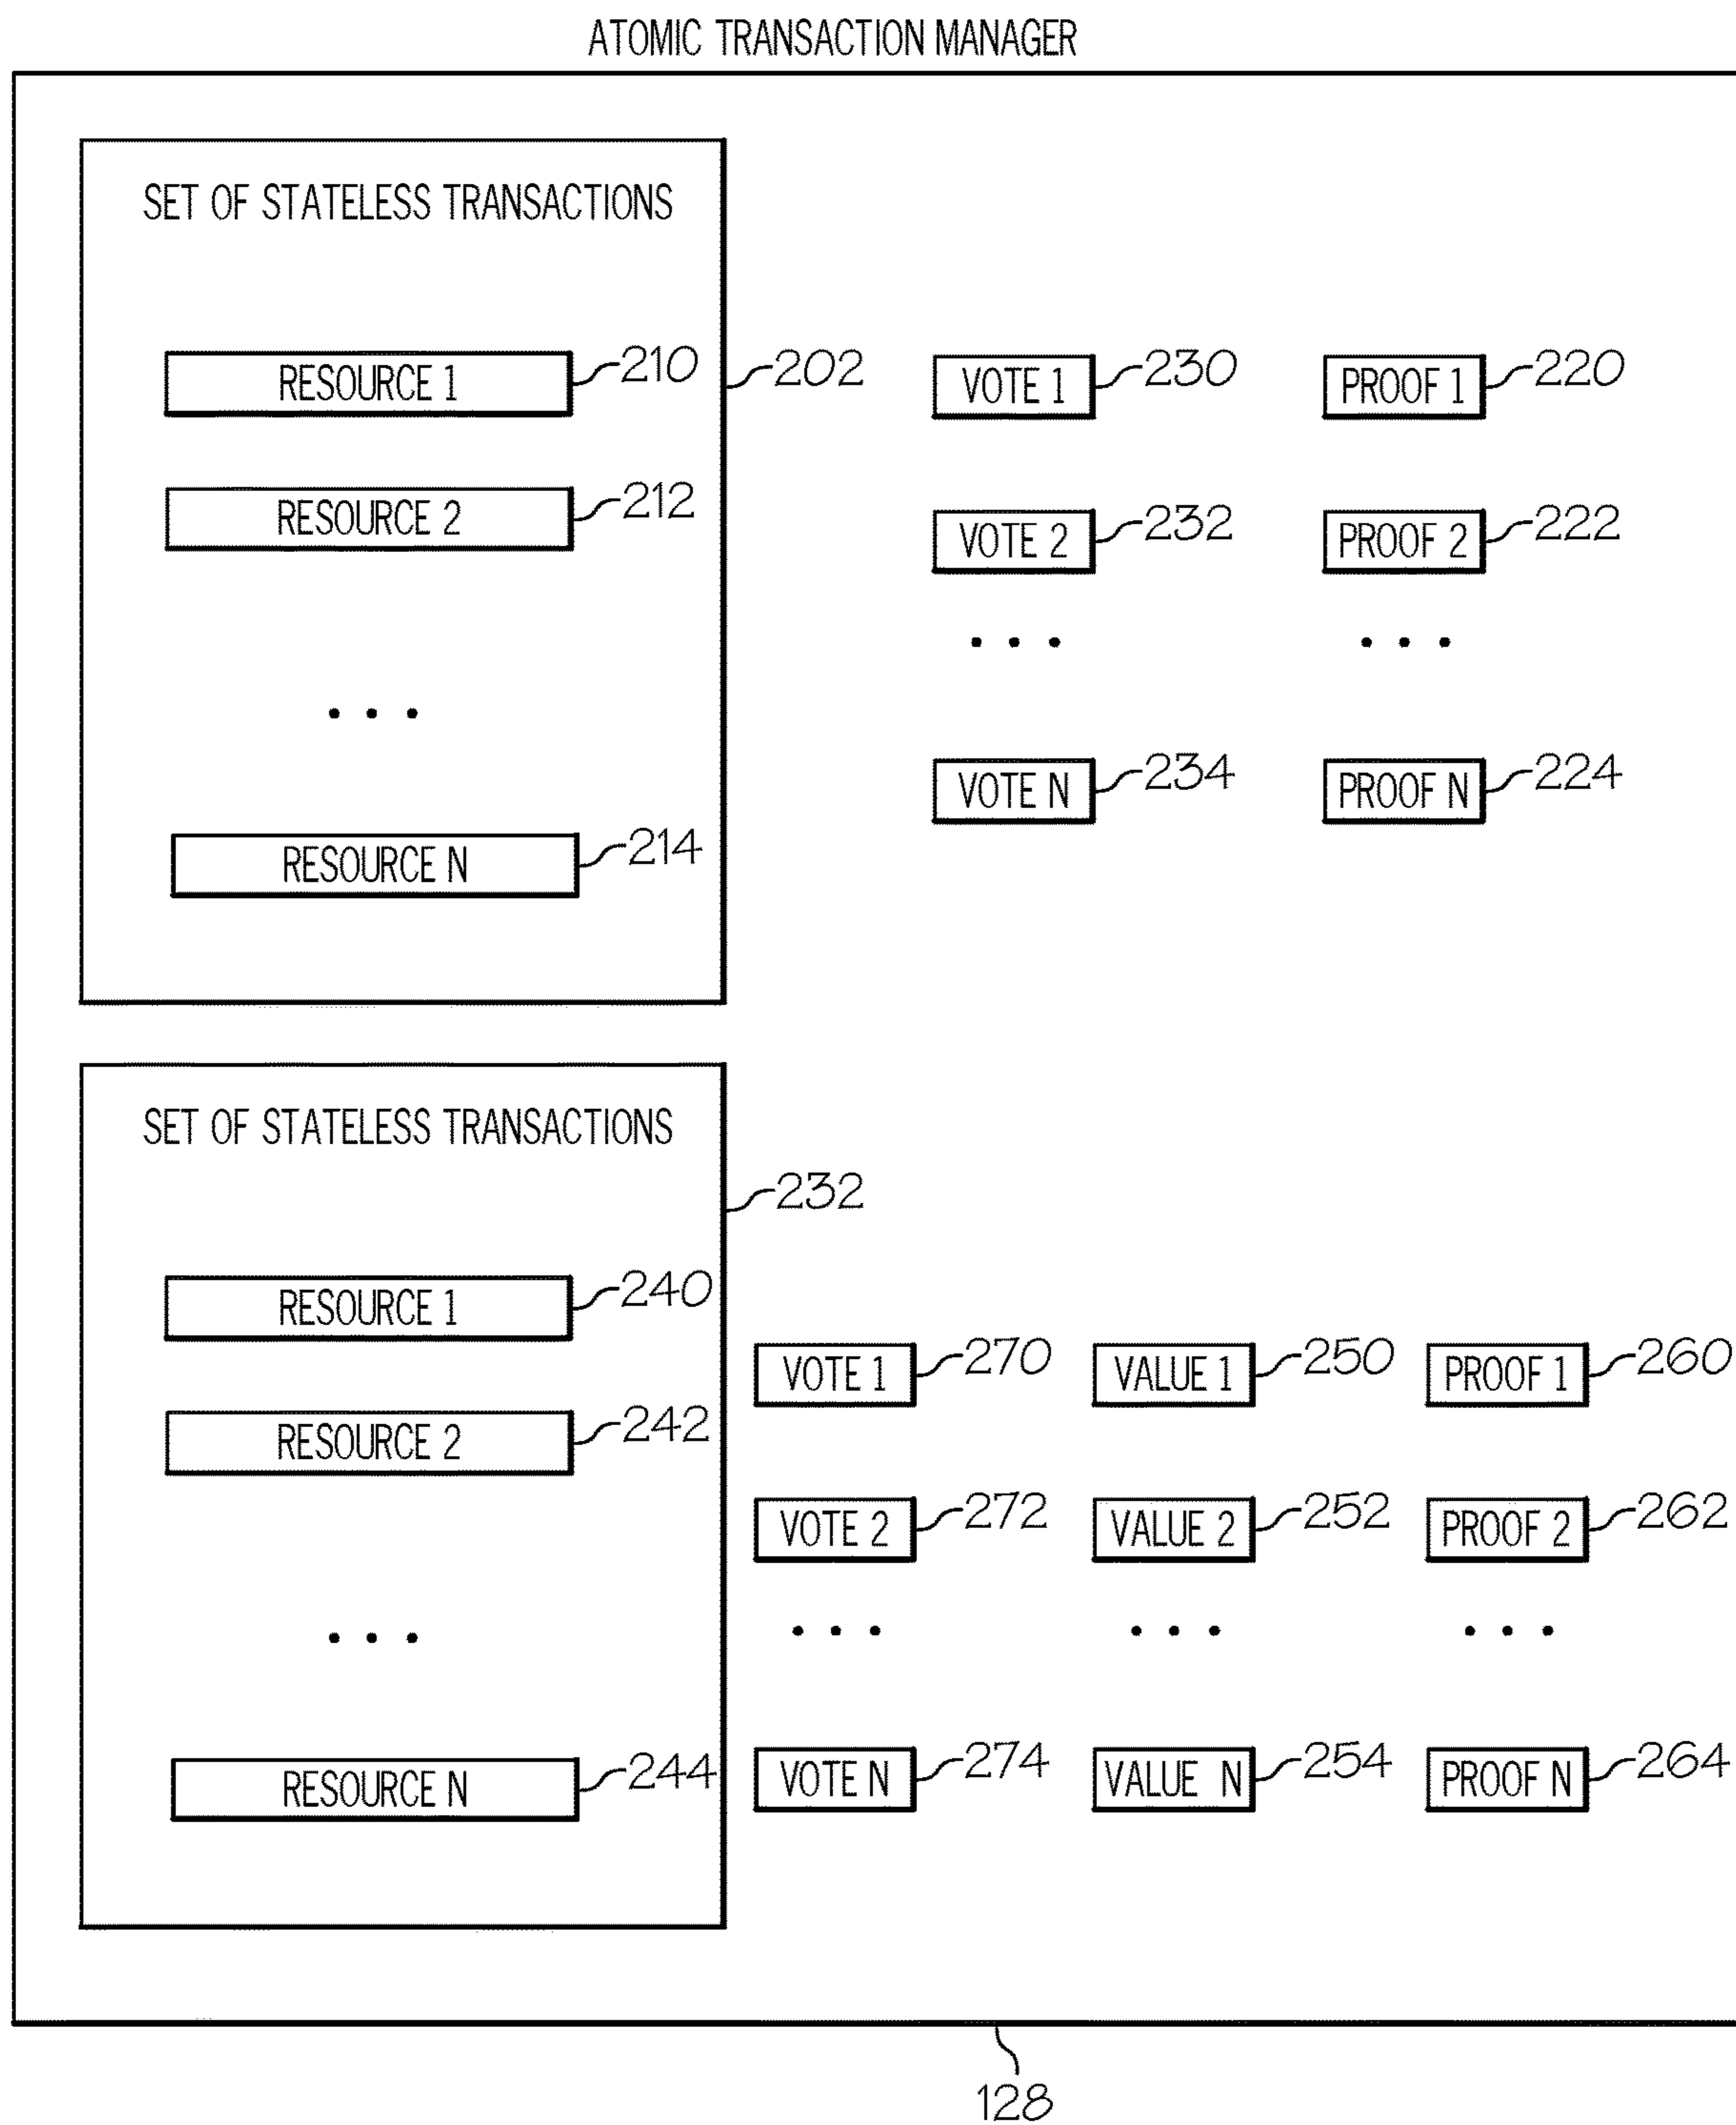 ATOMIC TRANSACTION MANAGER
SET OF STATELESS TRANSACTIONS
RESOURCE 1 210 202 VOTE 1 230 PROOF 1 220
RESOURCE 2 212 VOTE 2 232 PROOF 2 222
• • • • • •
• • •
VOTE N 234 PROOF N 224
RESOURCE N 214
SET OF STATELESS TRANSACTIONS
232
RESOURCE 1 240
VOTE 1 270 VALUE 1 250 PROOF 1 260
RESOURCE 2 242
VOTE 2 272 VALUE 2 252 PROOF 2 262
• • • • • • • • • • • •
VOTE N 274 VALUE N 254 PROOF N 264
RESOURCE N 244
128